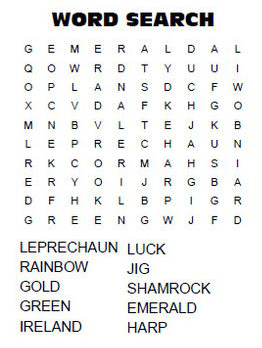 WORD SEARCH
G E M E R A L D A L
Q O W R D T Y U U I
O P L A N S D C F W
X C V D A F K H G O
M N B V L T E J K B
L E P R E C H A U N
R K C O R M A H S I
E R Y O I J R G B A
D F H K L B P I G R
G R E E N G W J F D
LEPRECHAUN LUCK
RAINBOW JIG
GOLD SHAMROCK
GREEN EMERALD
IRELAND HARP